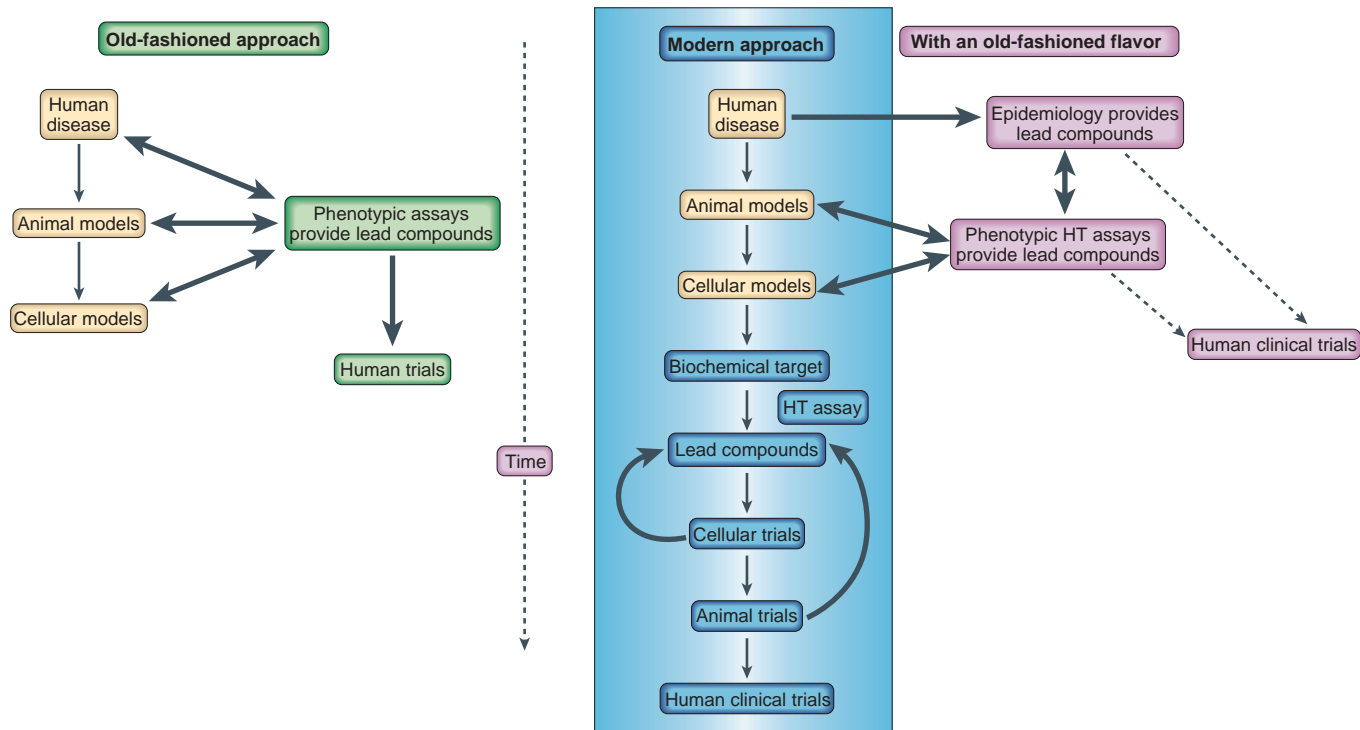 Old-fashioned approach
Human
disease
Animal models
Cellular models
Phenotypic assays
provide lead compounds
Human trials
Time
Modern approach
Human
disease
Animal models
Cellular models
Biochemical target
HT assay
Lead compounds
Cellular trials
Animal trials
Human clinical trials
With an old-fashioned flavor
Epidemiology provides
lead compounds
Phenotypic HT assays
provide lead compounds
Human clinical trials